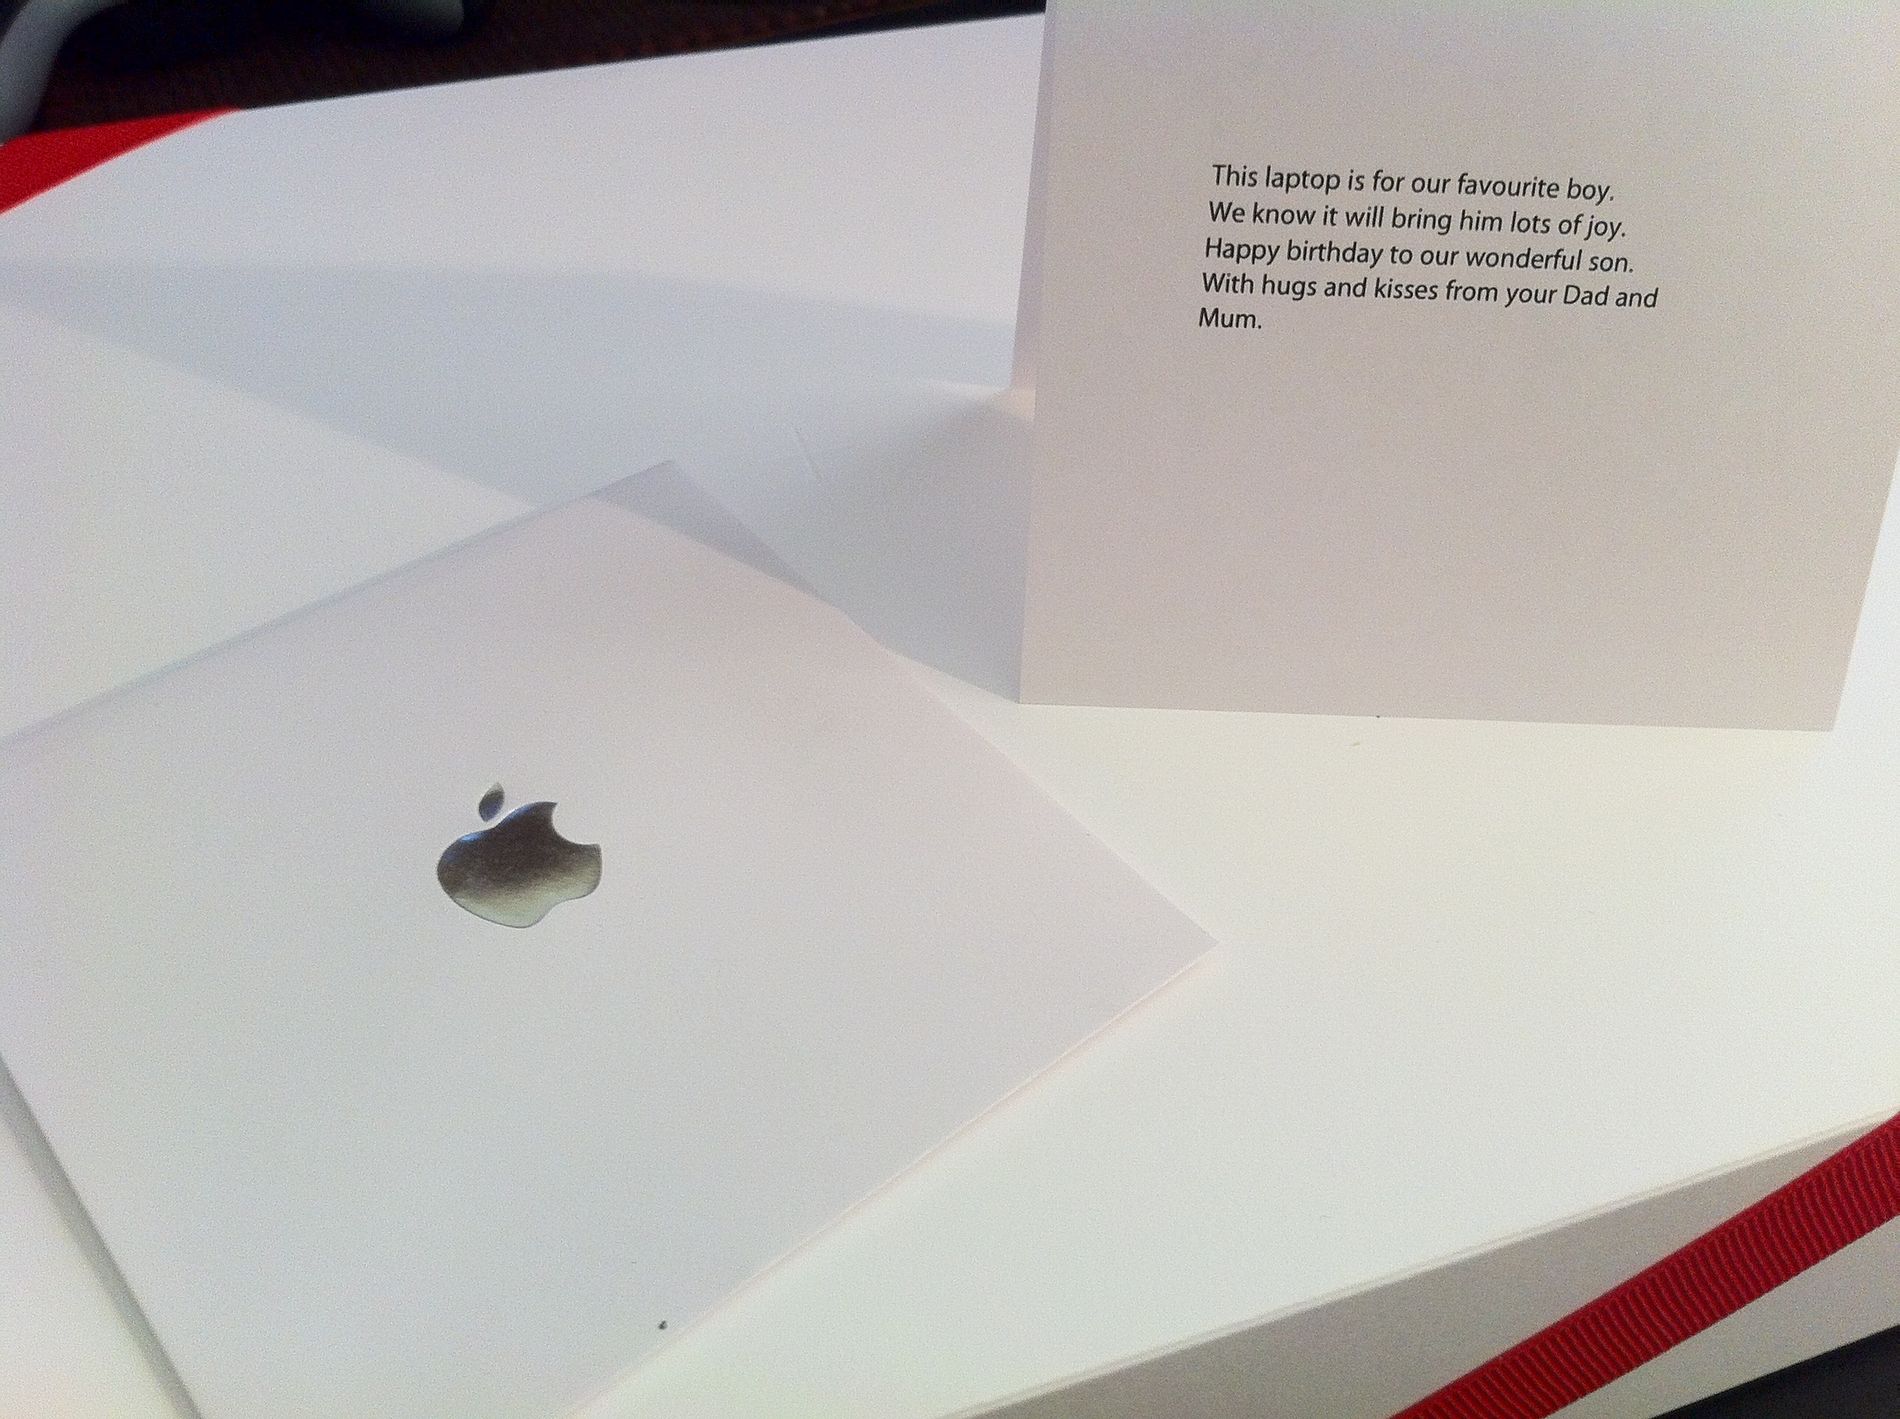 This laptop is for our favourite boy.
We know it will bring him lots of joy.
Happy birthday to our wonderful son.
With hugs and kisses from your Dad and
Mum.